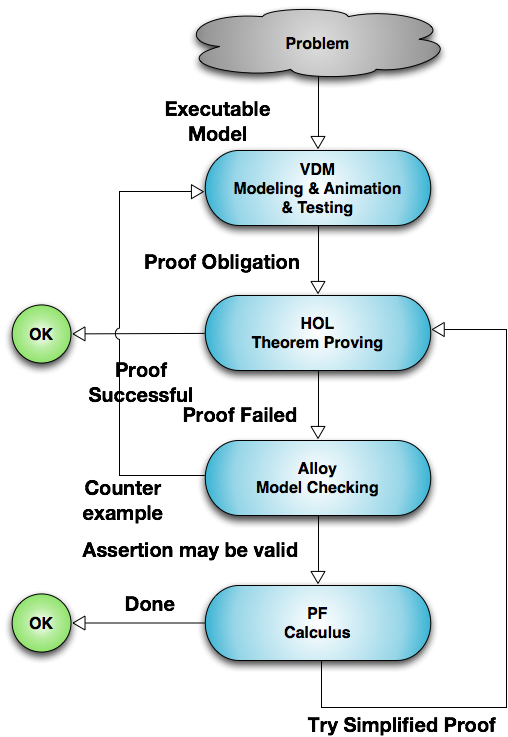 Problem
Executable
Model
VDM
Modeling & Animation
& Testing
Proof Obligation
OK
HOL
Theorem Proving
Proof
Successful
Proof Failed
Alloy
Model Checking
Counter
example
Assertion may be valid
Done
OK
PF
Calculus
Try Simplified Proof